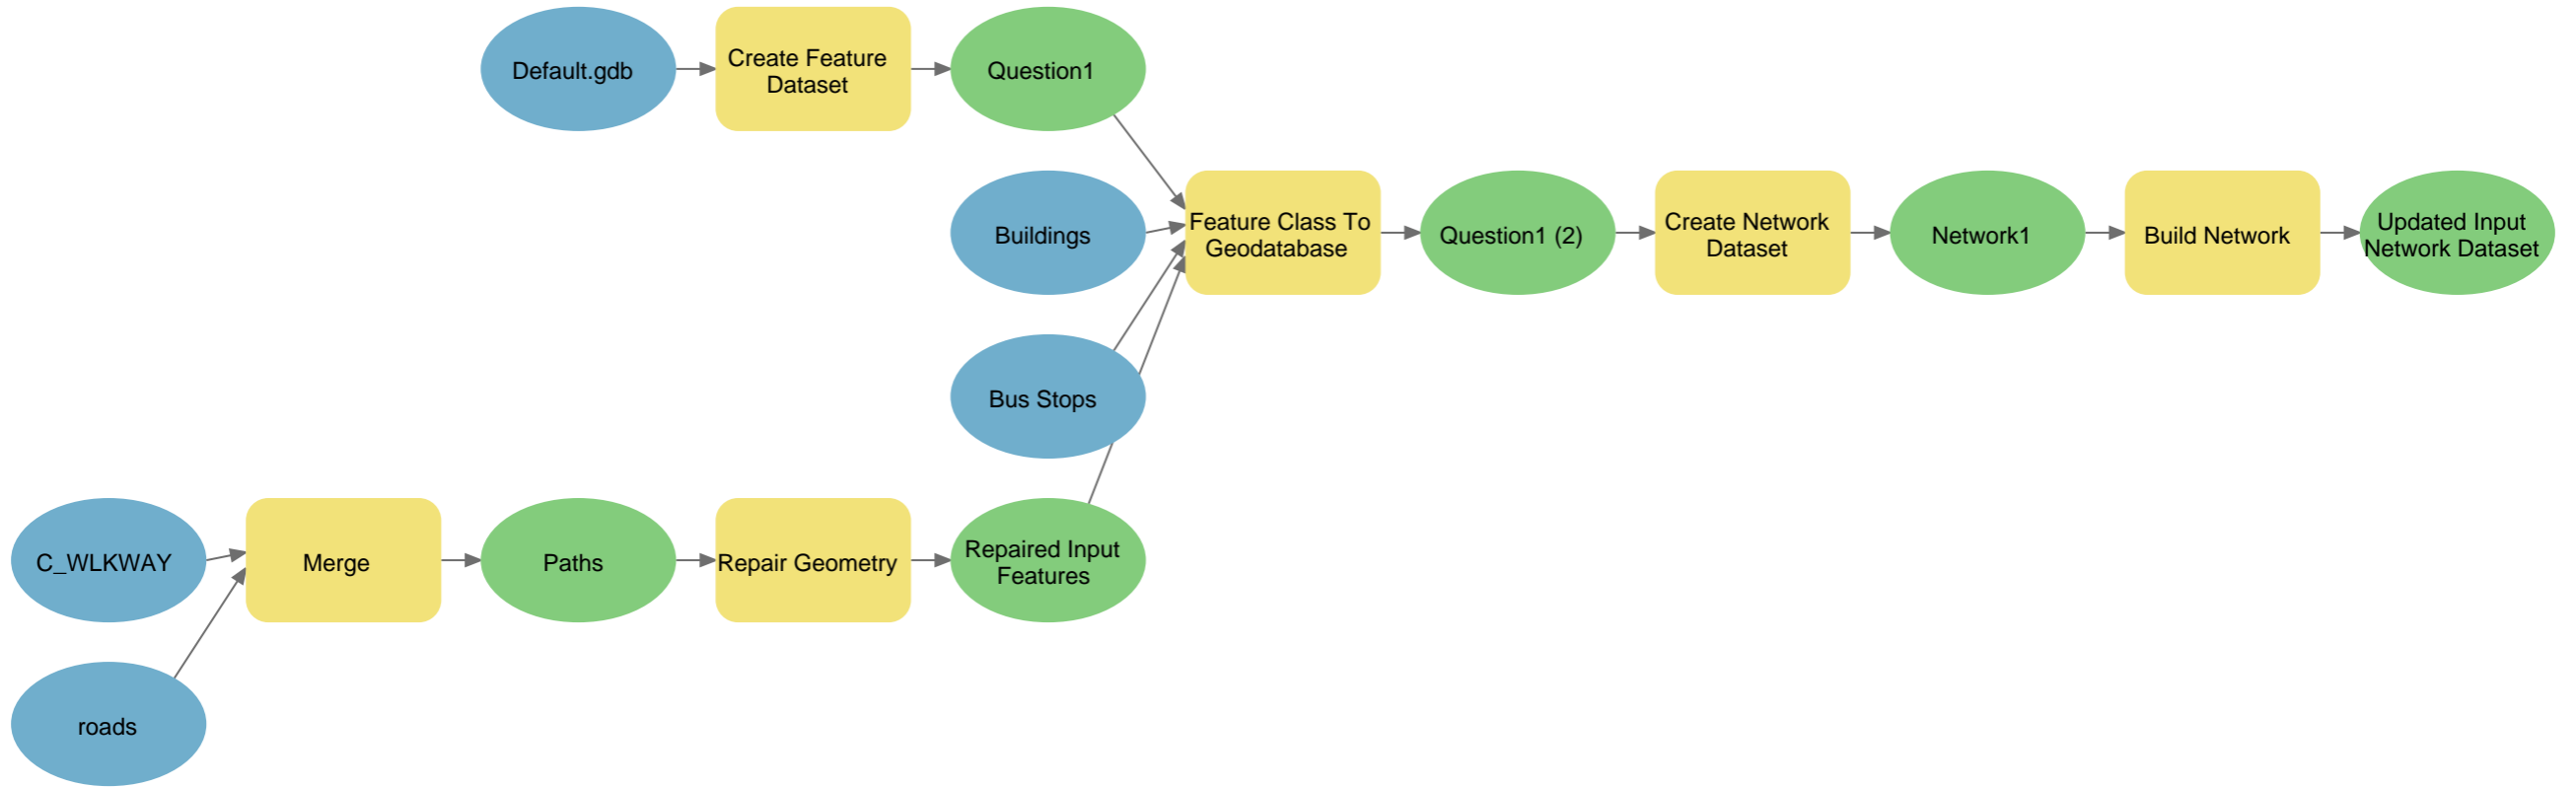 Default.gdb
Create Feature
Dataset
Question1
Buildings
Feature Class To
Geodatabase
Question1 (2)
Create Network
Dataset
Network1
Build Network
Updated Input
Network Dataset
Bus Stops
C_WLKWAY
Merge
Paths
Repair Geometry
Repaired Input
Features
roads